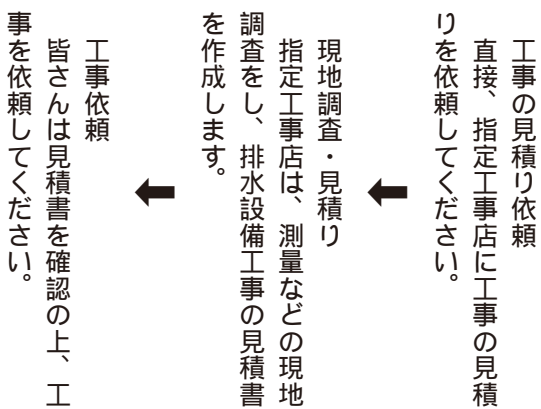 工事の見積り依頼
直接、指定工事店に工事の見積
りを依頼してください。
現地調査・見積り
指定工事店は、測量などの現地
調査をし、排水設備工事の見積書
を作成します。
工事依頼
皆さんは見積書を確認の上、工
事を依頼してください。